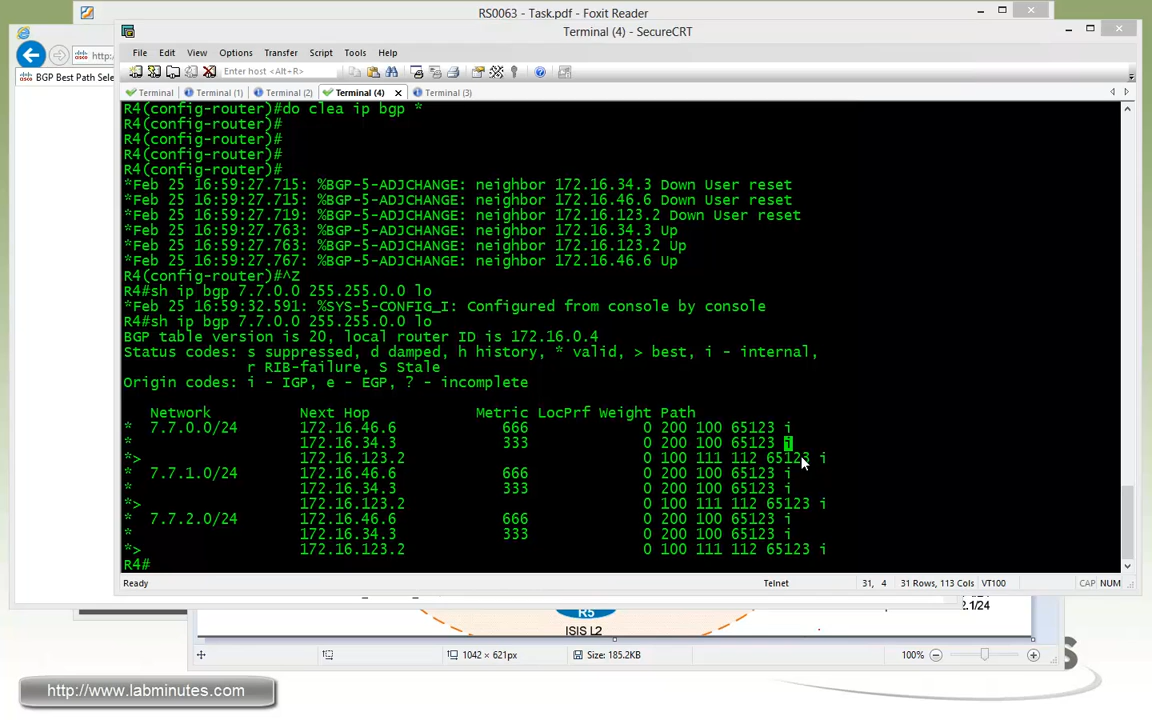 RS0063 - Task.pdf - Foxit Reader
Terminal (4) - SecureCRT
File Edit View Options Transfer Script Tools Help
http:
Enter host <Alt+R>
BGP Best Path Sele
Terminal Terminal (1) Terminal (2) Terminal (4) Terminal (3)
R4(config-router)#do clea ip bgp *
R4(config-router)#
R4(config-router)#
R4(config-router)#
R4(config-router)#
*Feb 25 16:59:27.715: %BGP-5-ADJCHANGE: neighbor 172.16.34.3 Down User reset
*Feb 25 16:59:27.715: %BGP-5-ADJCHANGE: neighbor 172.16.46.6 Down User reset
*Feb 25 16:59:27.719: %BGP-5-ADJCHANGE: neighbor 172.16.123.2 Down User reset
*Feb 25 16:59:27.763: %BGP-5-ADJCHANGE: neighbor 172.16.34.3 Up
*Feb 25 16:59:27.763: %BGP-5-ADJCHANGE: neighbor 172.16.123.2 Up
*Feb 25 16:59:27.767: %BGP-5-ADJCHANGE: neighbor 172.16.46.6 Up
R4(config-router)#^Z
R4#sh ip bgp 7.7.0.0 255.255.0.0 lo
*Feb 25 16:59:32.591: %SYS-5-CONFIG_I: Configured from console by console
R4#sh ip bgp 7.7.0.0 255.255.0.0 lo
BGP table version is 20, local router ID is 172.16.0.4
Status codes: s suppressed, d damped, h history, * valid, > best, i - internal,
r RIB-failure, S Stale
Origin codes: i - IGP, e - EGP, ? - incomplete
Network Next Hop Metric LocPrf Weight Path
* 7.7.0.0/24 172.16.46.6 666 0 200 100 65123 i
* 172.16.34.3 333 0 200 100 65123 i
*> 172.16.123.2 0 100 111 112 65123 i
* 7.7.1.0/24 172.16.46.6 666 0 200 100 65123 i
* 172.16.34.3 333 0 200 100 65123 i
*> 172.16.123.2 0 100 111 112 65123 i
* 7.7.2.0/24 172.16.46.6 666 0 200 100 65123 i
* 172.16.34.3 333 0 200 100 65123 i
*> 172.16.123.2 0 100 111 112 65123 i
R4#
Ready Telnet 31, 4 31 Rows, 113 Cols VT100 CAP NUM
R5
2.1/24
ISIS L2
1042 × 621px Size: 185.2KB 100%
http://www.labminutes.com